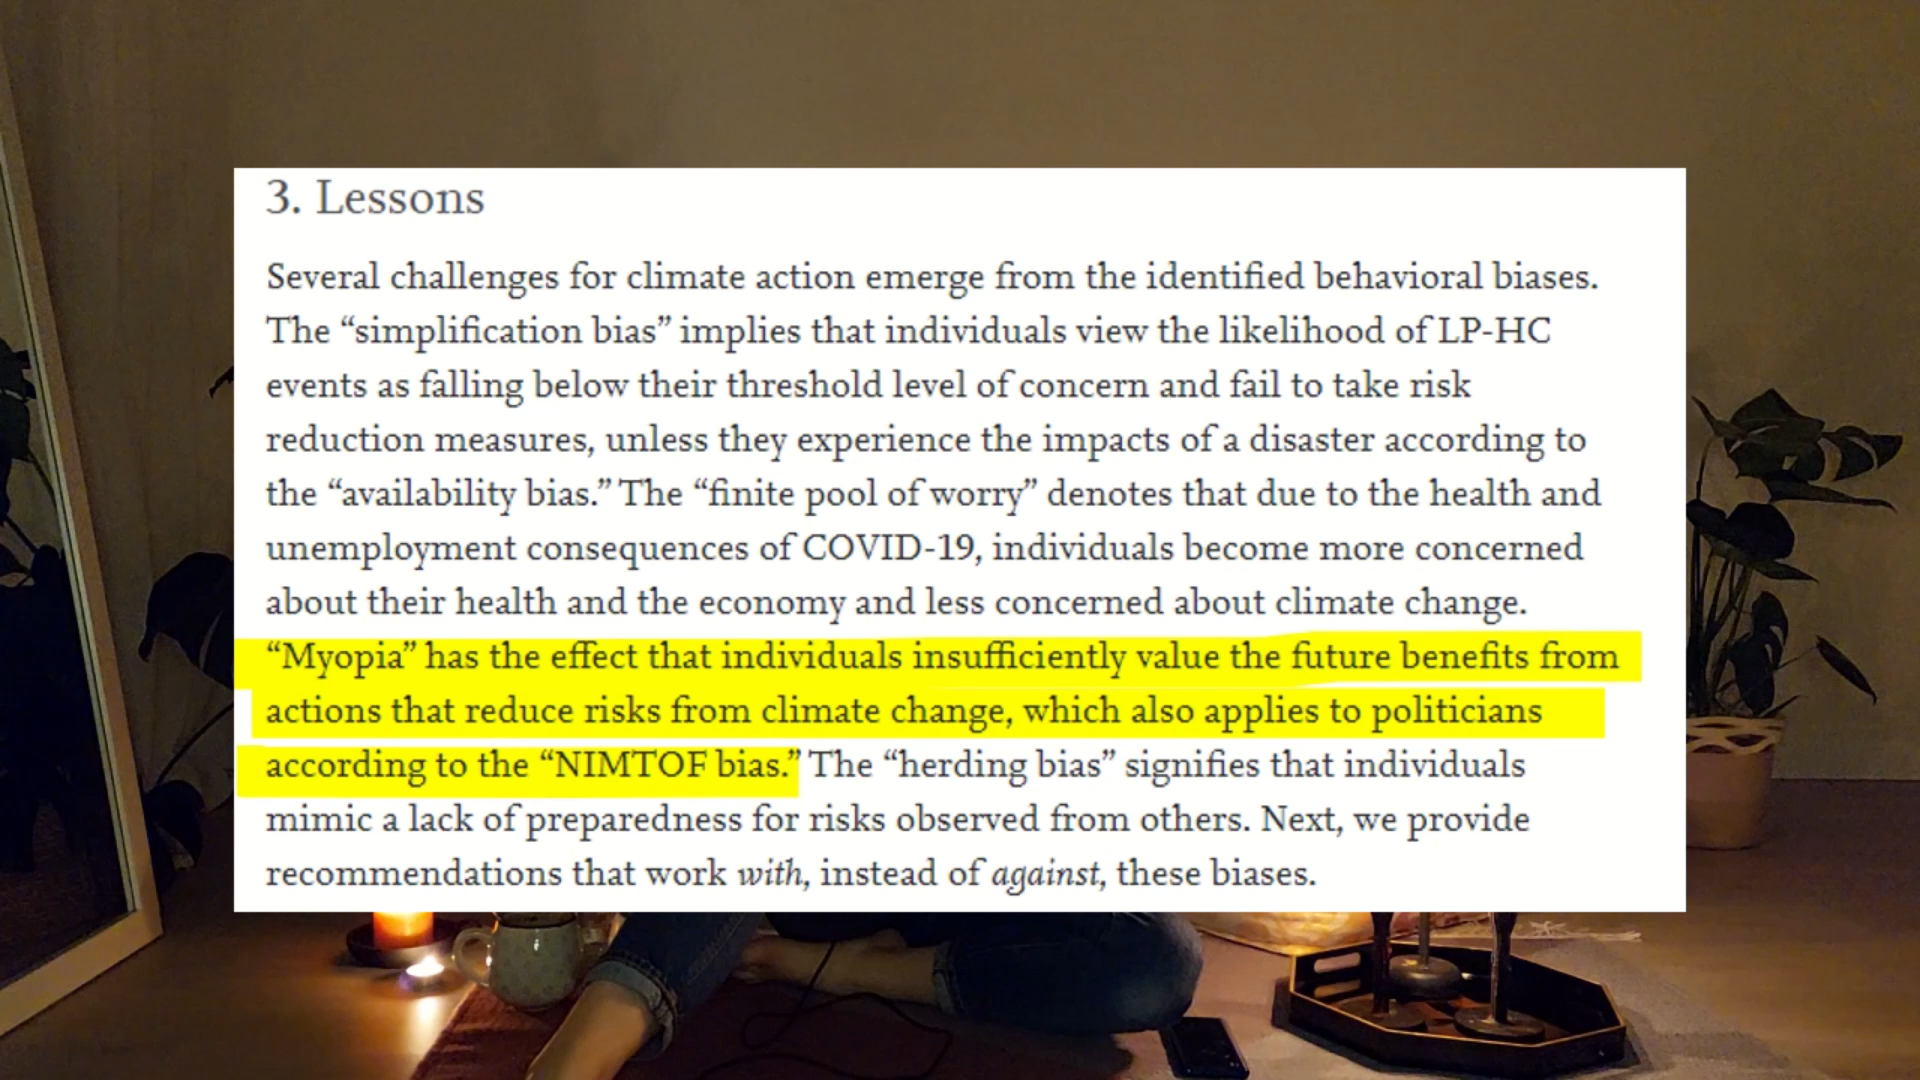 3. Lessons
Several challenges for climate action emerge from the identified behavioral biases.
The “simplification bias” implies that individuals view the likelihood of LP-HC
events as falling below their threshold level of concern and fail to take risk
reduction measures, unless they experience the impacts of a disaster according to
the “availability bias.” The “finite pool of worry” denotes that due to the health and
unemployment consequences of COVID-19, individuals become more concerned
about their health and the economy and less concerned about climate change.
“Myopia” has the effect that individuals insufficiently value the future benefits from
actions that reduce risks from climate change, which also applies to politicians
according to the “NIMTOF bias.” The “herding bias” signifies that individuals
mimic a lack of preparedness for risks observed from others. Next, we provide
recommendations that work with, instead of against, these biases.